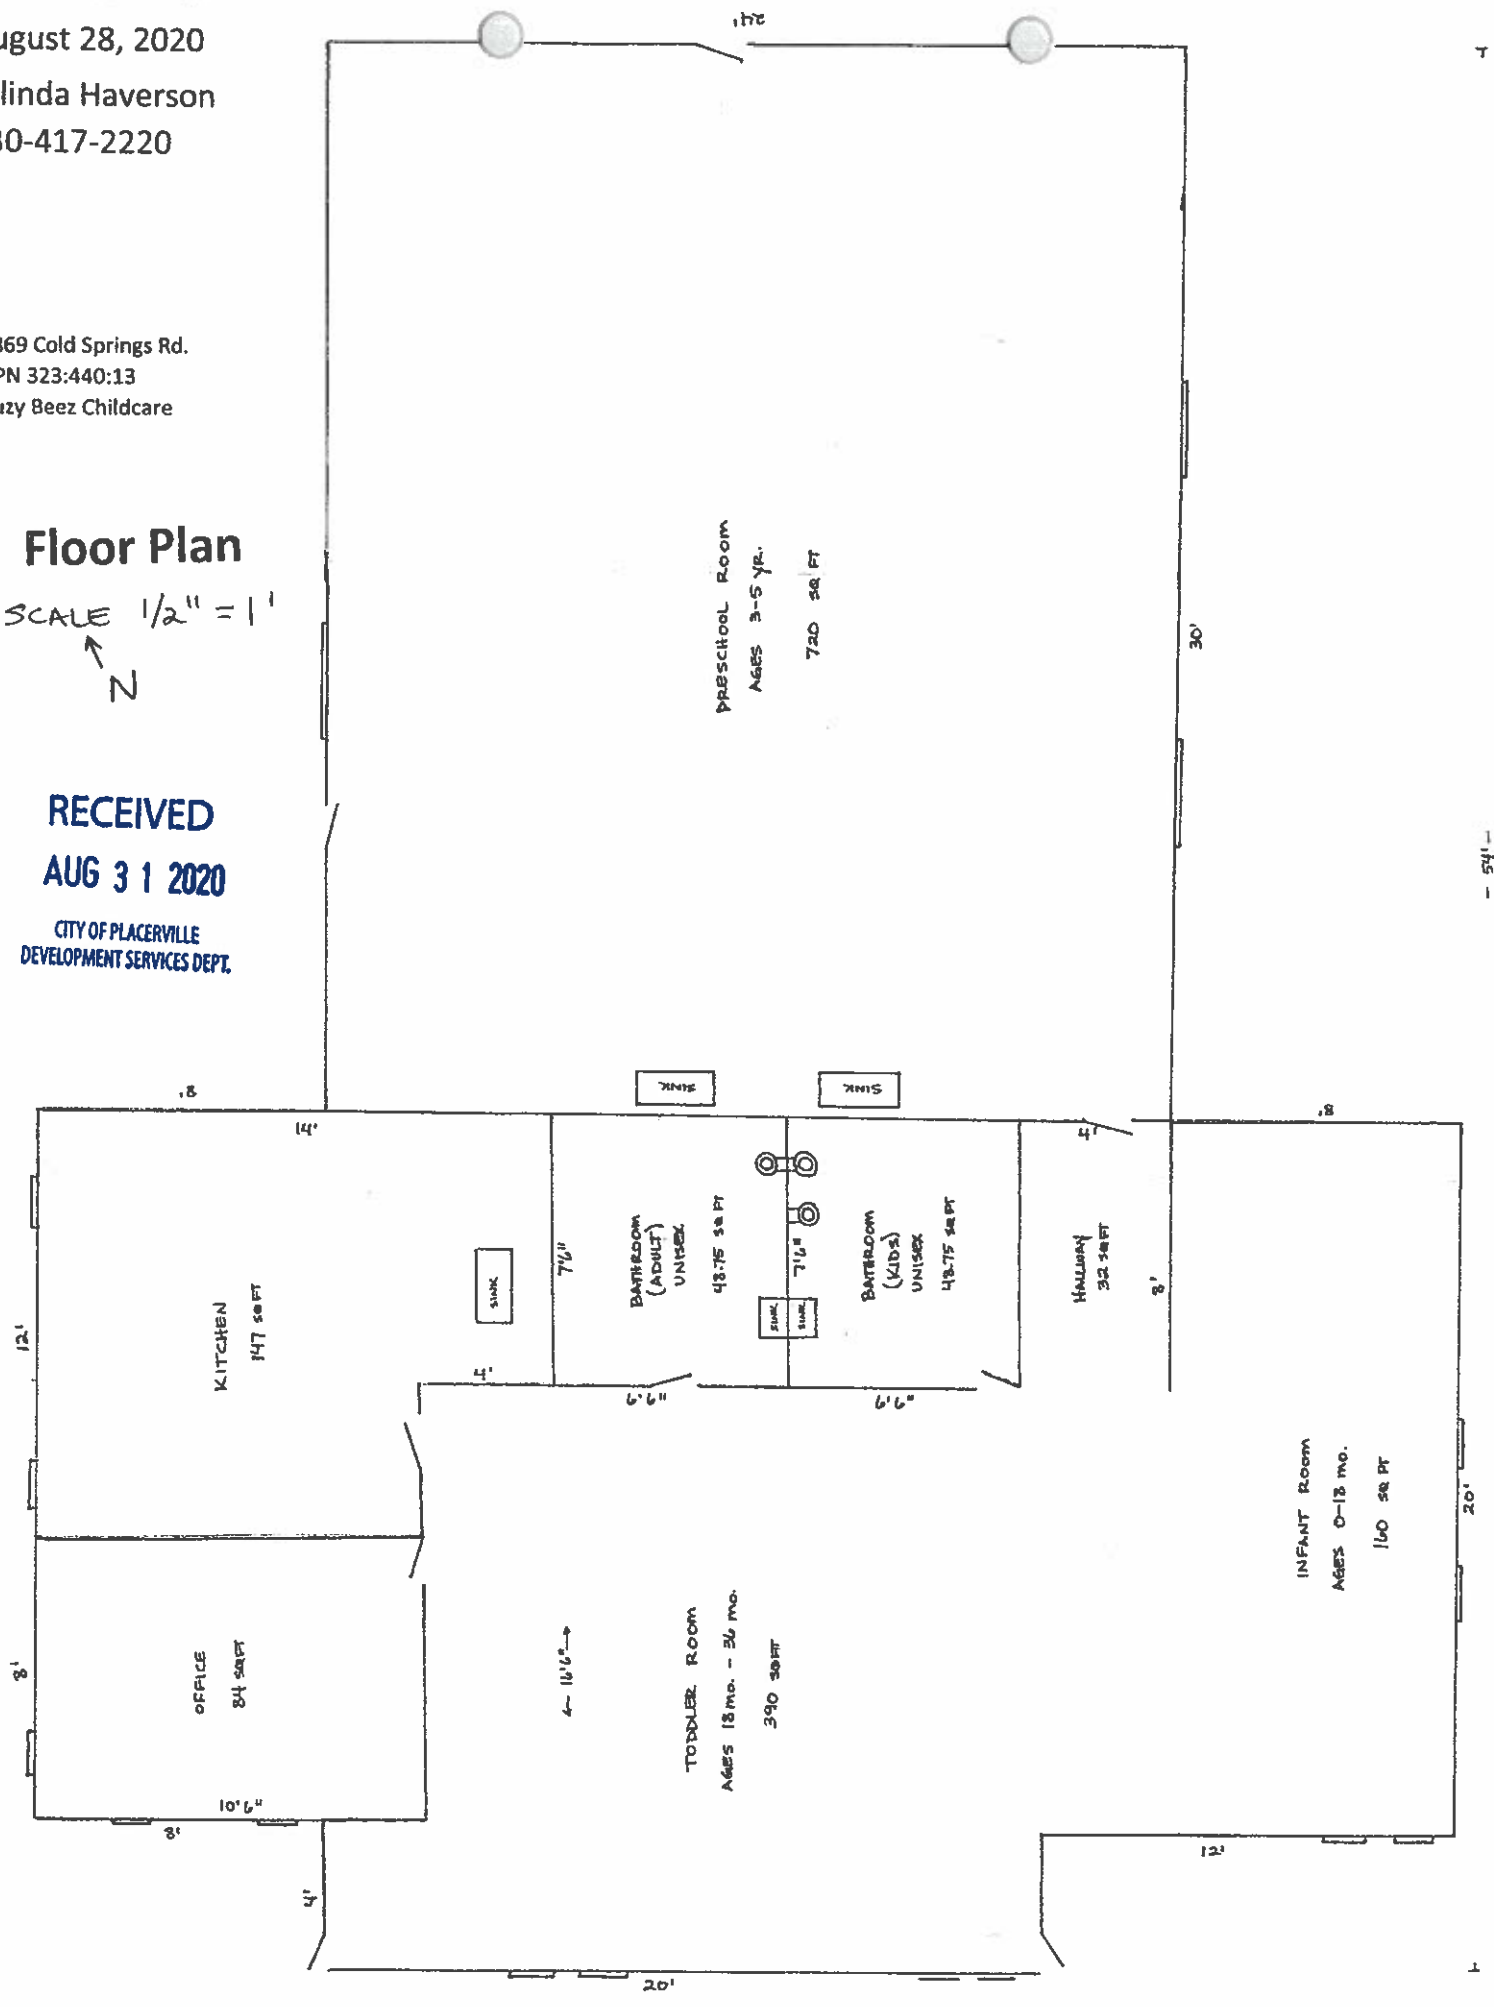 ugust 28, 2020
linda Haverson
30-417-2220
369 Cold Springs Rd.
PN 323:440:13
uzy Beez Childcare
Floor Plan
SCALE 1/2" = 1'
N
RECEIVED
AUG 3 1 2020
CITY OF PLACERVILLE
DEVELOPMENT SERVICES DEPT.
24'
PRESCHOOL ROOM
AGES 3-5 YR.
720 SQ FT
30'
- 54' -
8'
14'
SINK
SINK
4'
8'
12'
KITCHEN
147 SQ FT
SINK
4'
7'6"
BATHROOM
(ADULT)
UNISEX
48.75 SQ FT
6'6"
SINK
SINK
7'6"
BATHROOM
(KIDS)
UNISEX
48.75 SQ FT
6'6"
HALLWAY
32 SQ FT
8'
INFANT ROOM
AGES 0-18 mo.
160 SQ FT
20'
12'
8'
OFFICE
84 SQ FT
10'6"
8'
4'
← 16'6" →
TODDLER ROOM
AGES 18 mo. - 36 mo.
390 SQ FT
20'